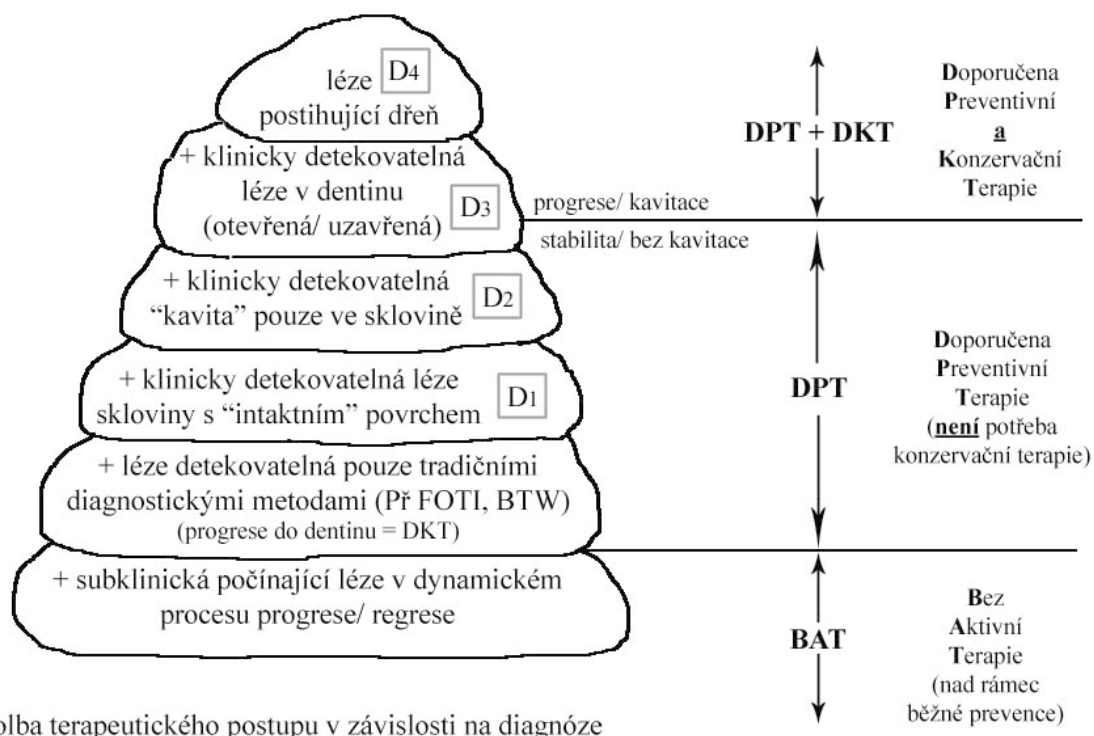 léze D4
postihující dřeň
+ klinicky detekovatelná
léze v dentinu
(otevřená/ uzavřená) D3
+ klinicky detekovatelná
“kavita” pouze ve sklovině D2
+ klinicky detekovatelná léze
skloviny s “intaktním” povrchem D1
+ léze detekovatelná pouze tradičními
diagnostickými metodami (Př FOTI, BTW)
(progrese do dentinu = DKT)
+ subklinická počínající léze v dynamickém
procesu progrese/ regrese
progrese/ kavitace
stabilita/ bez kavitace
DPT + DKT
Doporučena
Preventivní
a
Konzervační
Terapie
DPT
Doporučena
Preventivní
Terapie
(není potřeba
konzervační terapie)
BAT
Bez
Aktivní
Terapie
(nad rámec
běžné prevence)
olba terapeutického postupu v závislosti na diagnóze